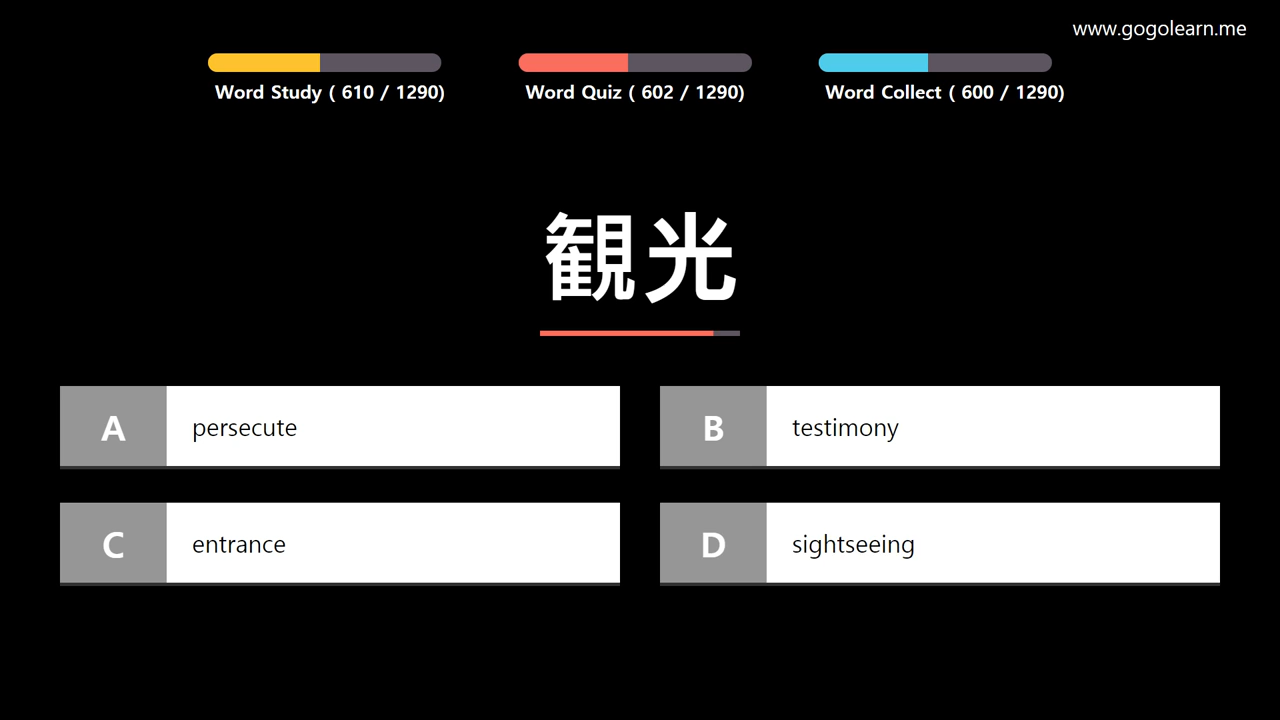 www.gogolearn.me
Word Study ( 610 / 1290)
Word Quiz ( 602 / 1290)
Word Collect ( 600 / 1290)
観光
A
persecute
B
testimony
C
entrance
D
sightseeing